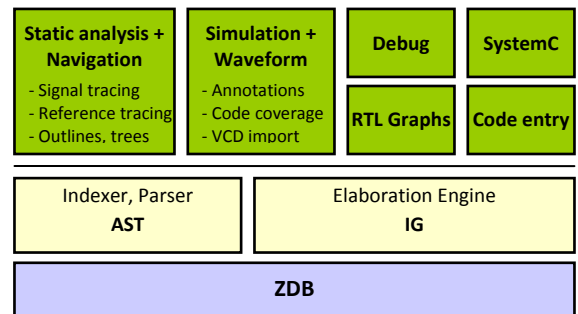 Static analysis +
Navigation
- Signal tracing
- Reference tracing
- Outlines, trees
Simulation +
Waveform
- Annotations
- Code coverage
- VCD import
Debug
SystemC
RTL Graphs
Code entry
Indexer, Parser
AST
Elaboration Engine
IG
ZDB